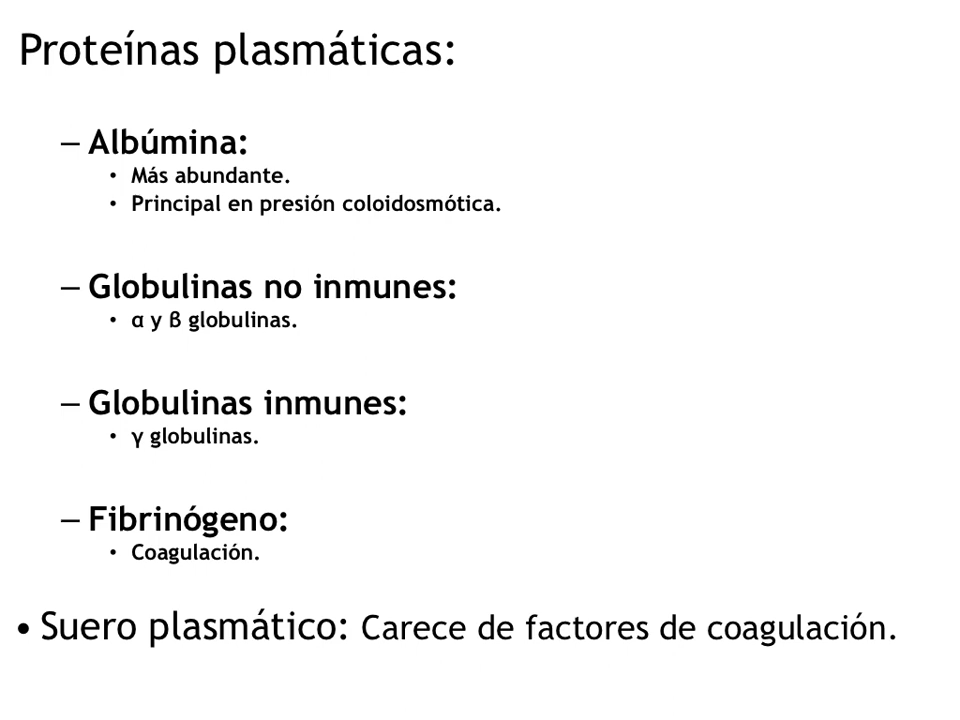 Proteínas plasmáticas:
– Albúmina:
• Más abundante.
• Principal en presión coloidosmótica.
– Globulinas no inmunes:
• α y β globulinas.
– Globulinas inmunes:
• γ globulinas.
– Fibrinógeno:
• Coagulación.
• Suero plasmático: Carece de factores de coagulación.